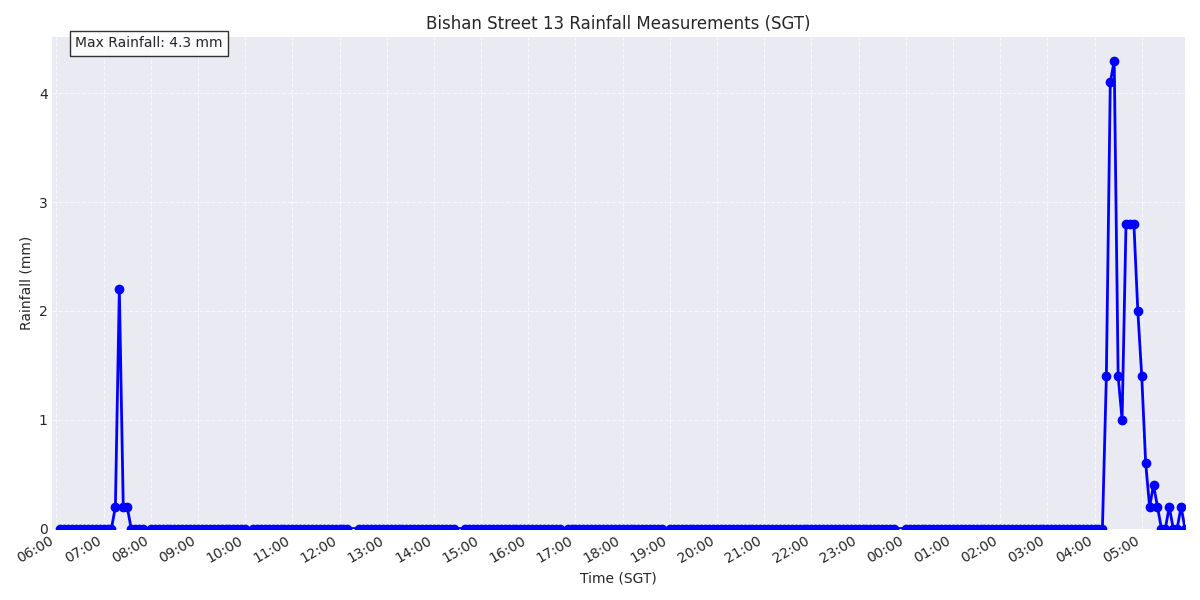 Bishan Street 13 Rainfall Measurements (SGT)
Max Rainfall: 4.3 mm
Rainfall (mm)
4
3
2
1
0
06:00 07:00 08:00 09:00 10:00 11:00 12:00 13:00 14:00 15:00 16:00 17:00 18:00 19:00 20:00 21:00 22:00 23:00 00:00 01:00 02:00 03:00 04:00 05:00
Time (SGT)